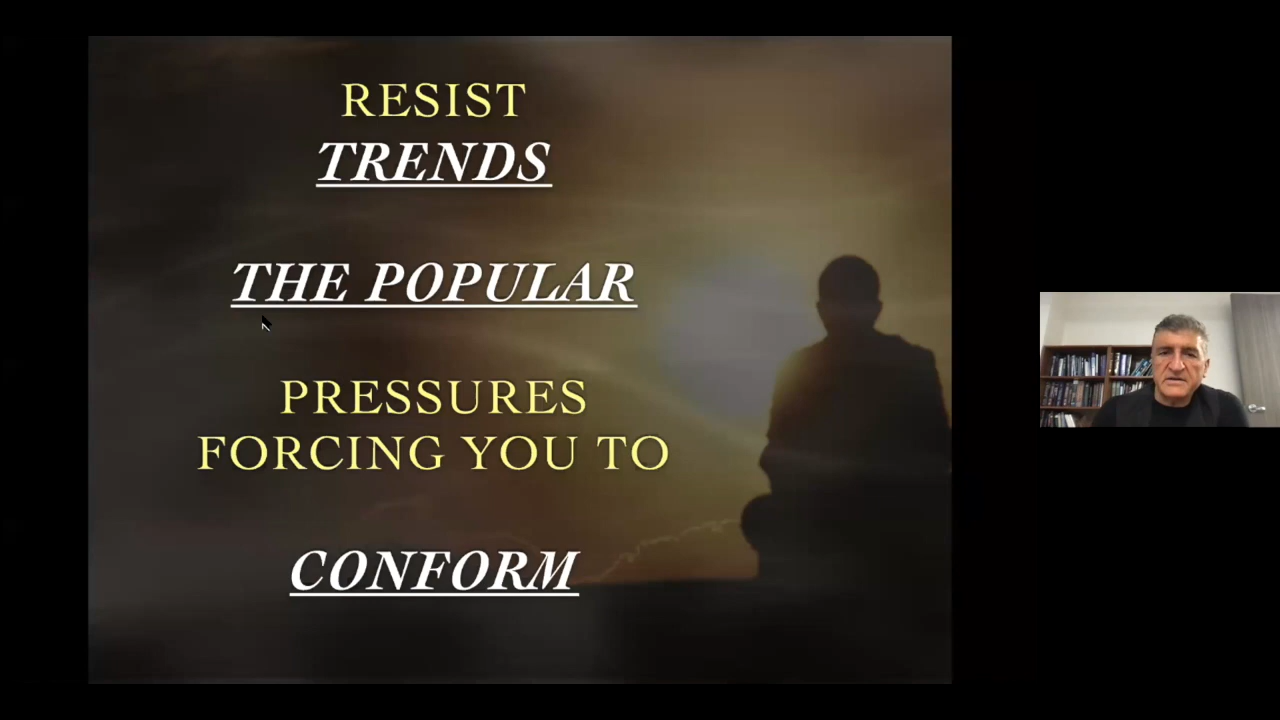 RESIST
TRENDS
THE POPULAR
PRESSURES
FORCING YOU TO
CONFORM